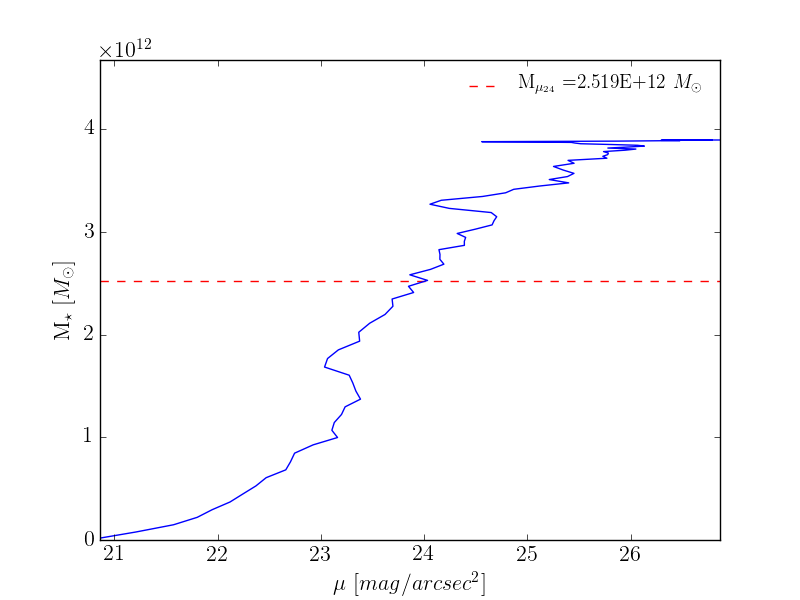 ×10¹²
M_{μ₂₄} =2.519E+12 M_⊙
4
3
2
1
0
M_⋆ [M_⊙]
21 22 23 24 25 26
μ [mag/arcsec²]